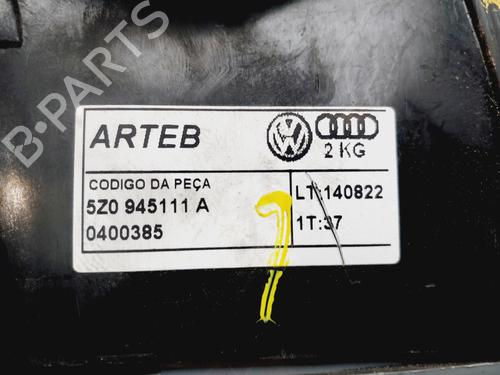 B-PARTS
ARTEB
2 KG
CODIGO DA PEÇA
5Z0 945111 A
0400385
LT:140822
1T:37